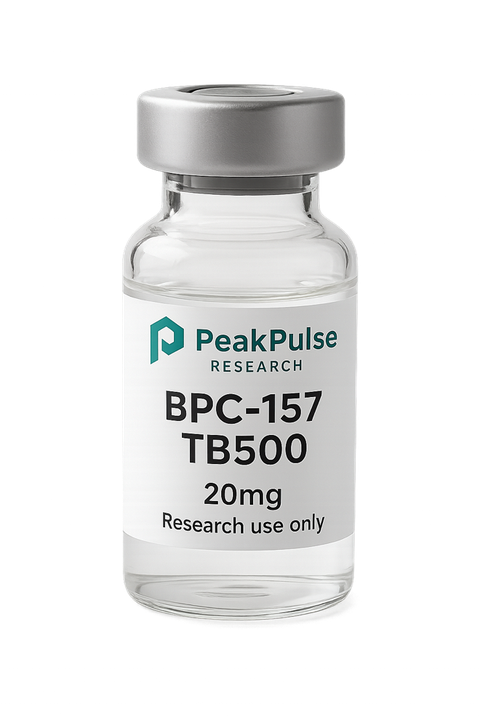 PeakPulse
RESEARCH
BPC-157
TB500
20mg
Research use only